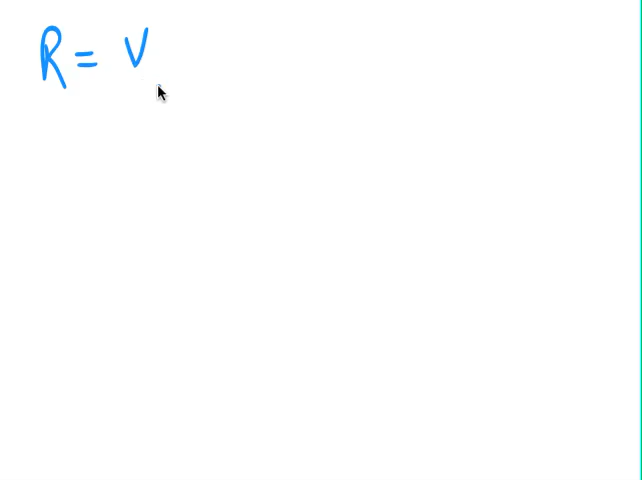 R = V